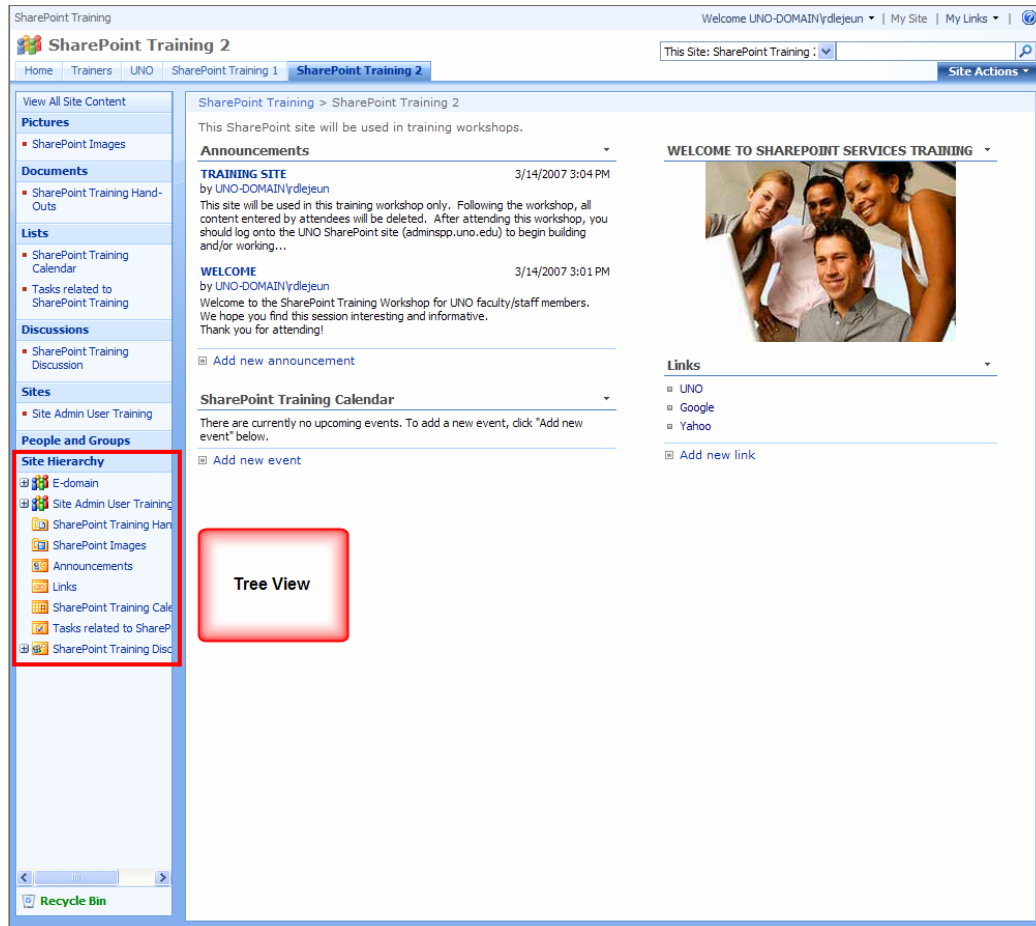 SharePoint Training
Welcome UNO-DOMAIN\rdlejeun | My Site | My Links |
SharePoint Training 2
This Site: SharePoint Training 2
Home Trainers UNO SharePoint Training 1 SharePoint Training 2
Site Actions
View All Site Content
Pictures
SharePoint Images
Documents
SharePoint Training Hand-
Outs
Lists
SharePoint Training
Calendar
Tasks related to
SharePoint Training
Discussions
SharePoint Training
Discussion
Sites
Site Admin User Training
People and Groups
Site Hierarchy
E-domain
Site Admin User Training
SharePoint Training Han
SharePoint Images
Announcements
Links
SharePoint Training Cale
Tasks related to ShareP
SharePoint Training Disc
Recycle Bin
SharePoint Training > SharePoint Training 2
This SharePoint site will be used in training workshops.
Announcements
TRAINING SITE 3/14/2007 3:04 PM
by UNO-DOMAIN\rdlejeun
This site will be used in this training workshop only. Following the workshop, all
content entered by attendees will be deleted. After attending this workshop, you
should log onto the UNO SharePoint site (adminspp.uno.edu) to begin building
and/or working...
WELCOME 3/14/2007 3:01 PM
by UNO-DOMAIN\rdlejeun
Welcome to the SharePoint Training Workshop for UNO faculty/staff members.
We hope you find this session interesting and informative.
Thank you for attending!
Add new announcement
SharePoint Training Calendar
There are currently no upcoming events. To add a new event, click "Add new
event" below.
Add new event
Tree View
WELCOME TO SHAREPOINT SERVICES TRAINING
Links
UNO
Google
Yahoo
Add new link